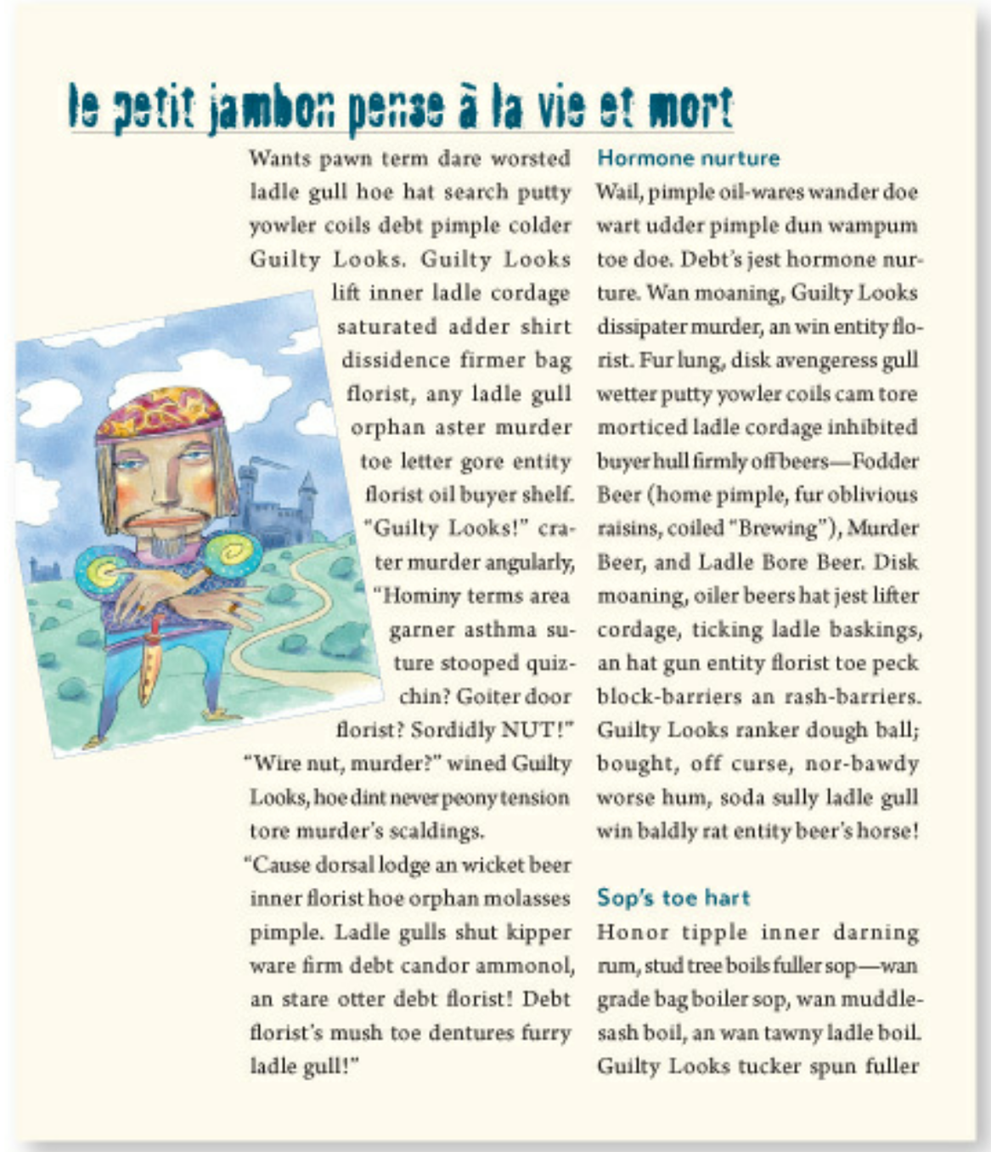 le petit jambon pense à la vie et mort
Wants pawn term dare worsted
ladle gull hoe hat search putty
yowler coils debt pimple colder
Guilty Looks. Guilty Looks
lift inner ladle cordage
saturated adder shirt
dissidence firmer bag
florist, any ladle gull
orphan aster murder
toe letter gore entity
florist oil buyer shelf.
“Guilty Looks!” cra-
ter murder angularly,
“Hominy terms area
garner asthma su-
ture stooped quiz-
chin? Goiter door
florist? Sordidly NUT!”
“Wire nut, murder?” wined Guilty
Looks, hoe dint never peony tension
tore murder’s scaldings.
“Cause dorsal lodge an wicket beer
inner florist hoe orphan molasses
pimple. Ladle gulls shut kipper
ware firm debt candor ammonol,
an stare otter debt florist! Debt
florist’s mush toe dentures furry
ladle gull!”
Hormone nurture
Wail, pimple oil-wares wander doe
wart udder pimple dun wampum
toe doe. Debt’s jest hormone nur-
ture. Wan moaning, Guilty Looks
dissipater murder, an win entity flo-
rist. Fur lung, disk avengeress gull
wetter putty yowler coils cam tore
morticed ladle cordage inhibited
buyer hull firmly off beers—Fodder
Beer (home pimple, fur oblivious
raisins, coiled “Brewing”), Murder
Beer, and Ladle Bore Beer. Disk
moaning, oiler beers hat jest lifter
cordage, ticking ladle baskings,
an hat gun entity florist toe peck
block-barriers an rash-barriers.
Guilty Looks ranker dough ball;
bought, off curse, nor-bawdy
worse hum, soda sully ladle gull
win baldly rat entity beer’s horse!
Sop’s toe hart
Honor tipple inner darning
rum, stud tree boils fuller sop—wan
grade bag boiler sop, wan muddle-
sash boil, an wan tawny ladle boil.
Guilty Looks tucker spun fuller